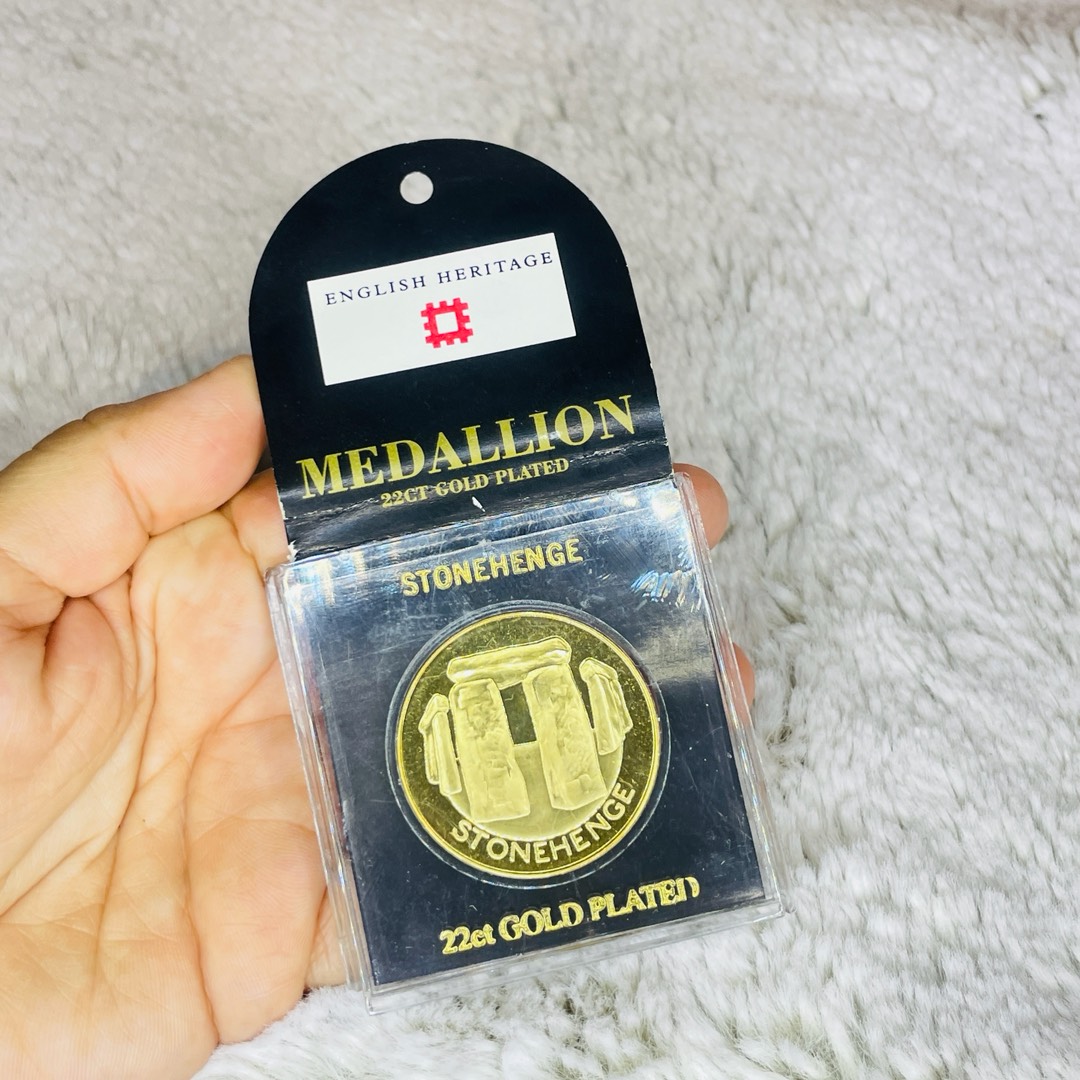 ENGLISH HERITAGE
MEDALLION
22CT GOLD PLATED
STONEHENGE
STONEHENGE
22ct GOLD PLATED